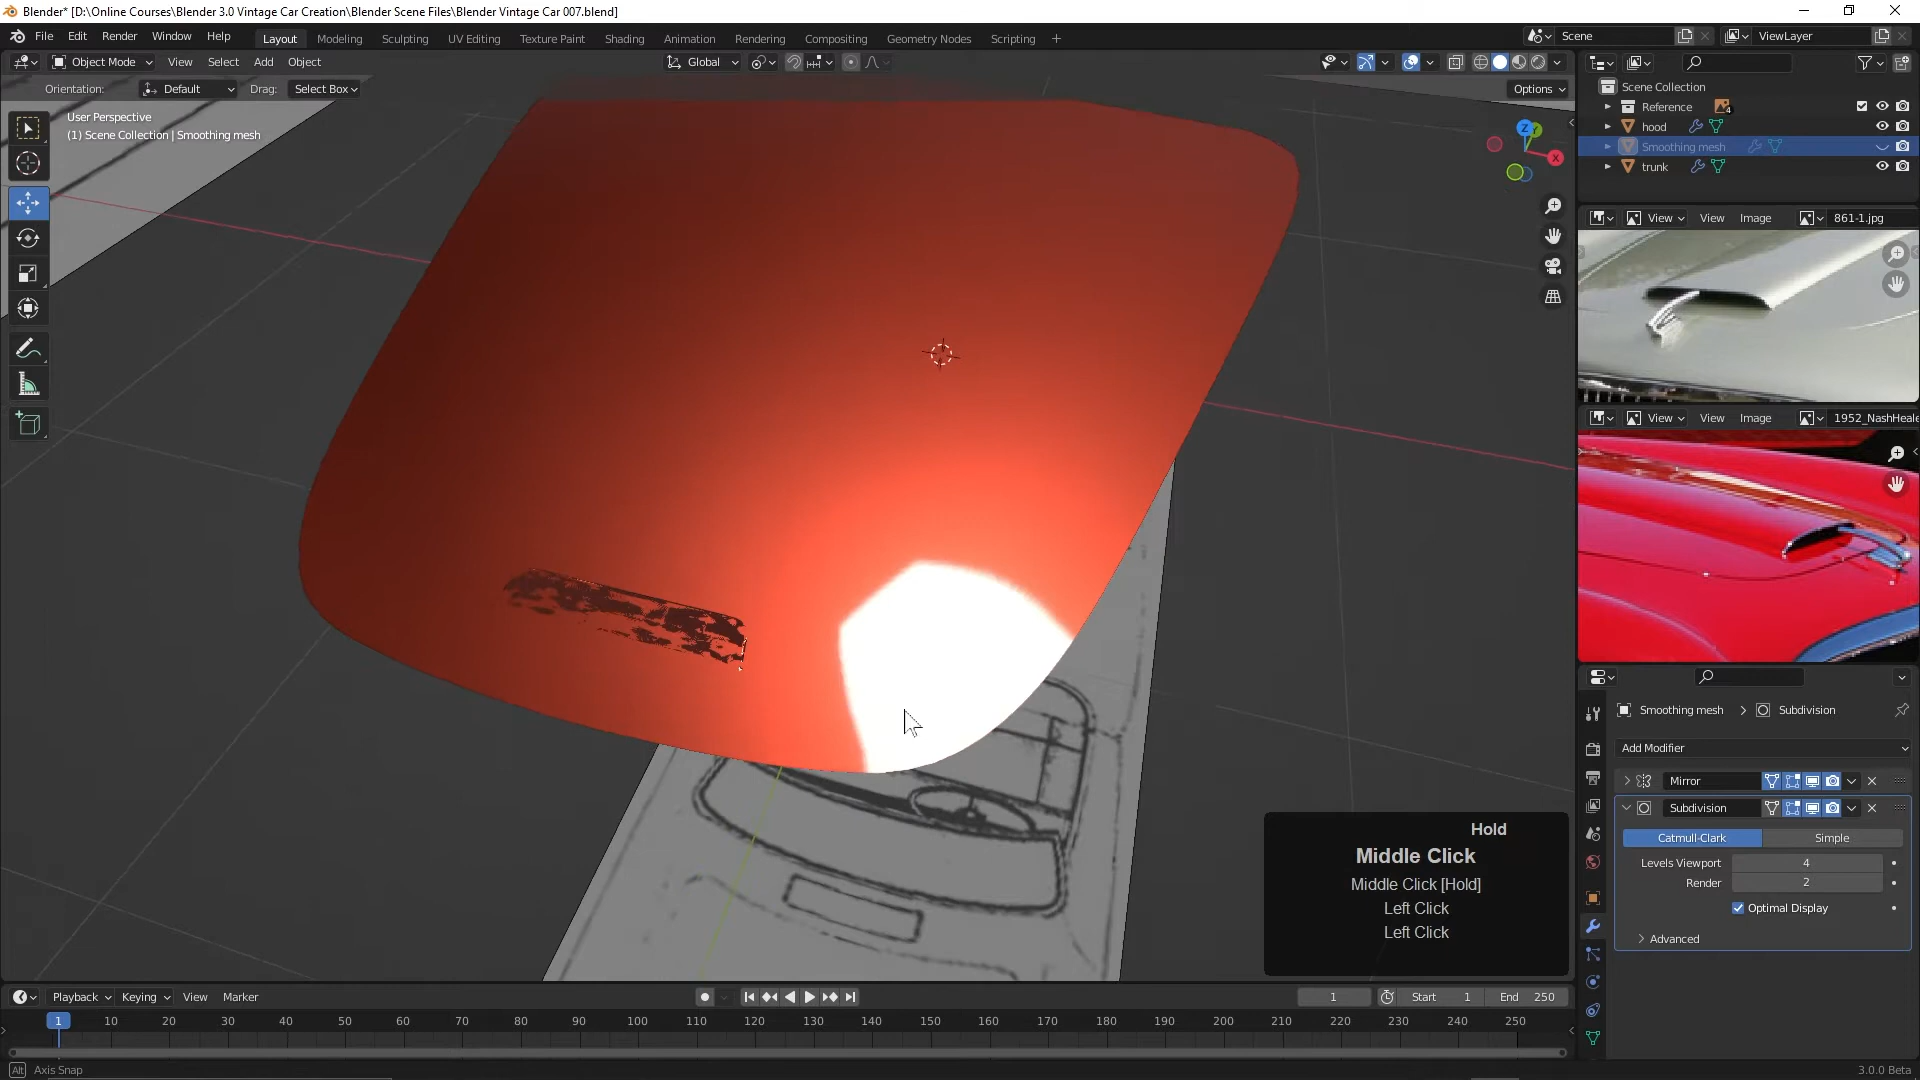 Blender* [D:\Online Courses\Blender 3.0 Vintage Car Creation\Blender Scene Files\Blender Vintage Car 007.blend]
File Edit Render Window Help Layout Modeling Sculpting UV Editing Texture Paint Shading Animation Rendering Compositing Geometry Nodes Scripting + Scene ViewLayer
Object Mode View Select Add Object Global
Orientation: Default Drag: Select Box Options
User Perspective
(1) Scene Collection | Smoothing mesh
Z
Y
X
Scene Collection
Reference 4
hood
Smoothing mesh
trunk
View View Image 861-1.jpg
View View Image 1952_NashHeale
Smoothing mesh > Subdivision
Add Modifier
Mirror
Subdivision
Catmull-Clark Simple
Levels Viewport 4
Render 2
Optimal Display
Advanced
Hold
Middle Click
Middle Click [Hold]
Left Click
Left Click
Playback Keying View Marker 1 Start 1 End 250
1 10 20 30 40 50 60 70 80 90 100 110 120 130 140 150 160 170 180 190 200 210 220 230 240 250
Alt Axis Snap 3.0.0 Beta